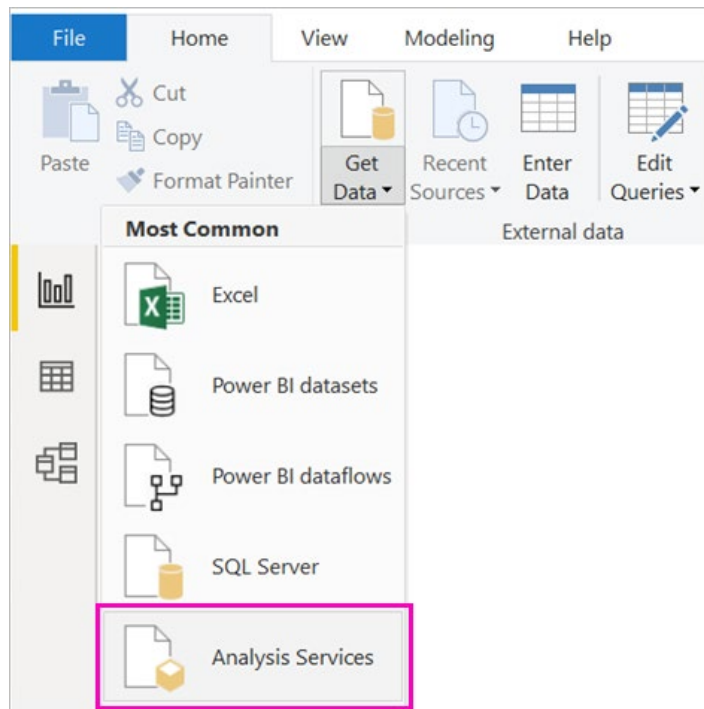 File Home View Modeling Help
Cut
Copy
Format Painter
Paste
Get Data
Recent Sources
Enter Data
Edit Queries
External data
Most Common
Excel
Power BI datasets
Power BI dataflows
SQL Server
Analysis Services